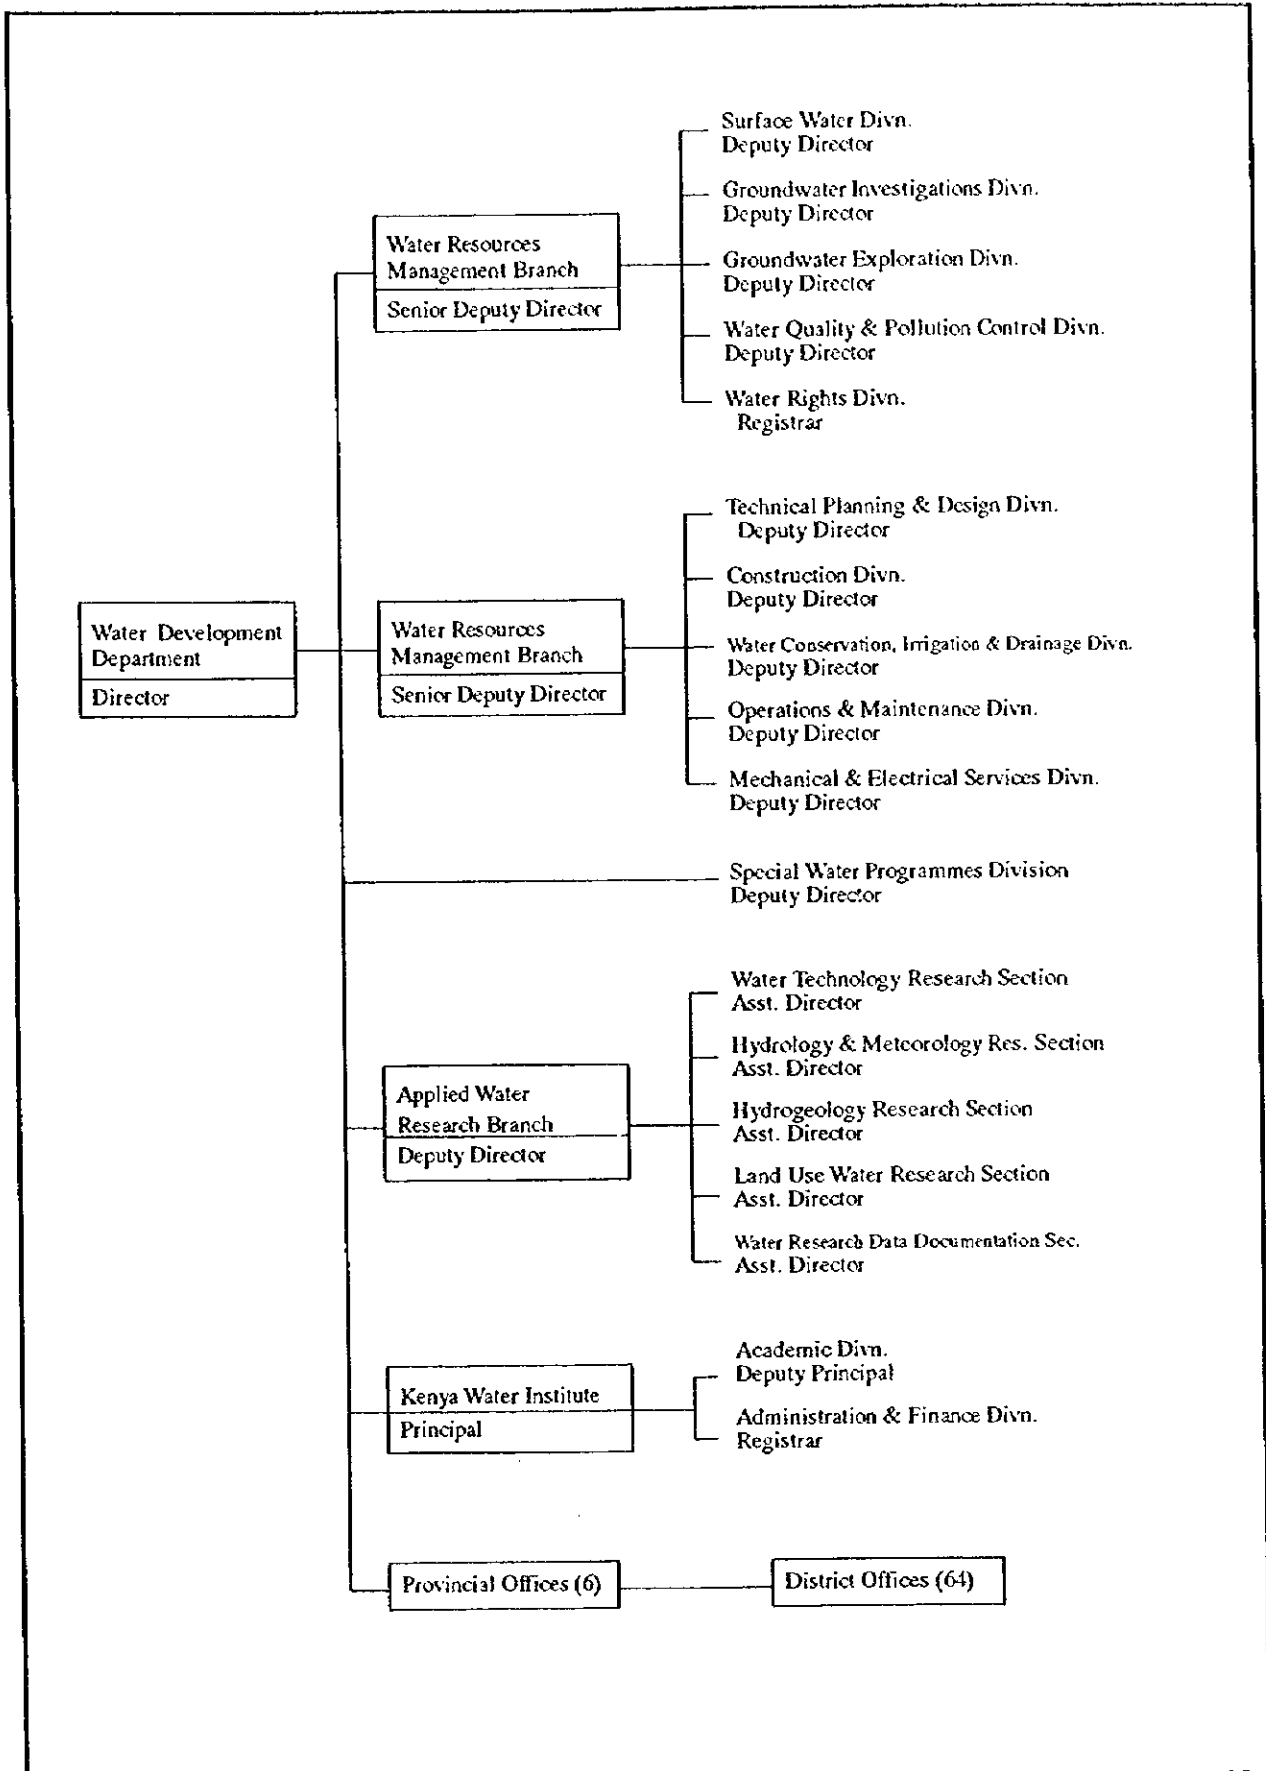 Surface Water Divn.
Deputy Director
Groundwater Investigations Divn.
Deputy Director
Water Resources
Management Branch
Senior Deputy Director
Groundwater Exploration Divn.
Deputy Director
Water Quality & Pollution Control Divn.
Deputy Director
Water Rights Divn.
Registrar
Technical Planning & Design Divn.
Deputy Director
Construction Divn.
Deputy Director
Water Development
Department
Director
Water Resources
Management Branch
Senior Deputy Director
Water Conservation, Irrigation & Drainage Divn.
Deputy Director
Operations & Maintenance Divn.
Deputy Director
Mechanical & Electrical Services Divn.
Deputy Director
Special Water Programmes Division
Deputy Director
Water Technology Research Section
Asst. Director
Hydrology & Meteorology Res. Section
Asst. Director
Applied Water
Research Branch
Deputy Director
Hydrogeology Research Section
Asst. Director
Land Use Water Research Section
Asst. Director
Water Research Data Documentation Sec.
Asst. Director
Academic Divn.
Deputy Principal
Kenya Water Institute
Principal
Administration & Finance Divn.
Registrar
Provincial Offices (6)
District Offices (64)